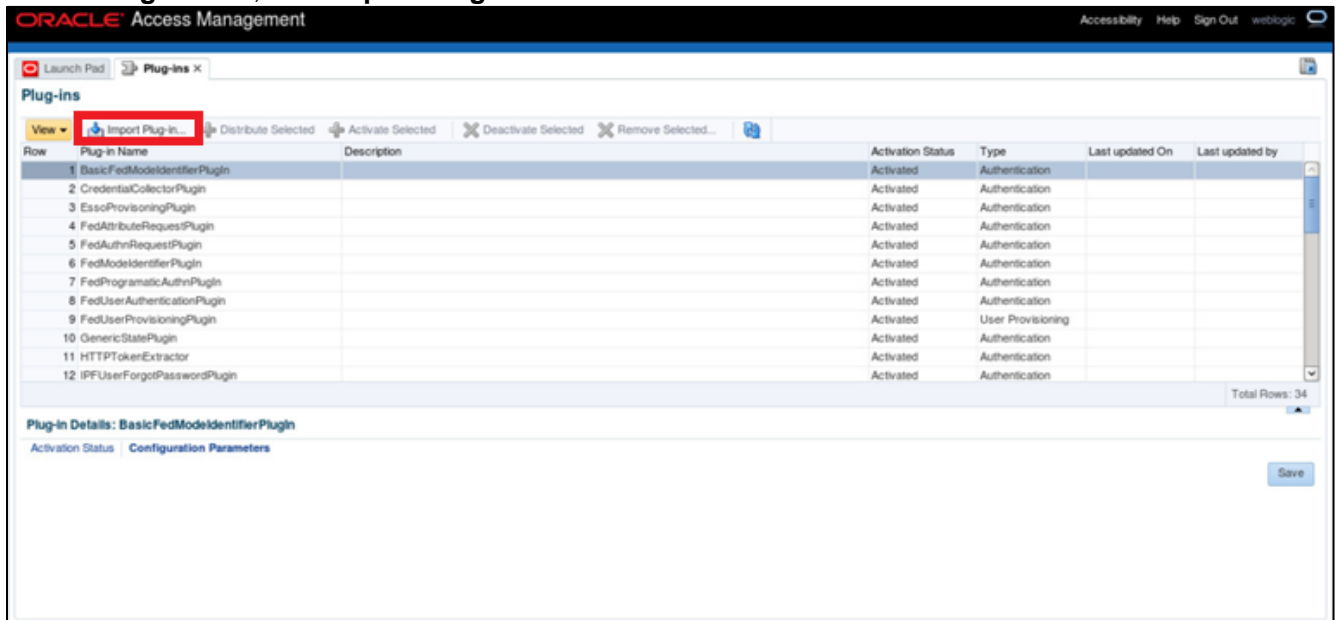 ORACLE Access Management Accessibility Help Sign Out weblogic
Launch Pad Plug-ins ×
Plug-ins
View Import Plug-in... Distribute Selected Activate Selected Deactivate Selected Remove Selected...
Row Plug-in Name Description Activation Status Type Last updated On Last updated by
1 BasicFedModeIdentifierPlugIn Activated Authentication
2 CredentialCollectorPlugin Activated Authentication
3 EssoProvisoningPlugin Activated Authentication
4 FedAttributeRequestPlugin Activated Authentication
5 FedAuthnRequestPlugin Activated Authentication
6 FedModeIdentifierPlugIn Activated Authentication
7 FedProgramaticAuthnPlugIn Activated Authentication
8 FedUserAuthenticationPlugin Activated Authentication
9 FedUserProvisioningPlugin Activated User Provisioning
10 GenericStatePlugin Activated Authentication
11 HTTPTokenExtractor Activated Authentication
12 IPFUserForgotPasswordPlugin Activated Authentication
Total Rows: 34
Plug-in Details: BasicFedModeIdentifierPlugIn
Activation Status Configuration Parameters
Save